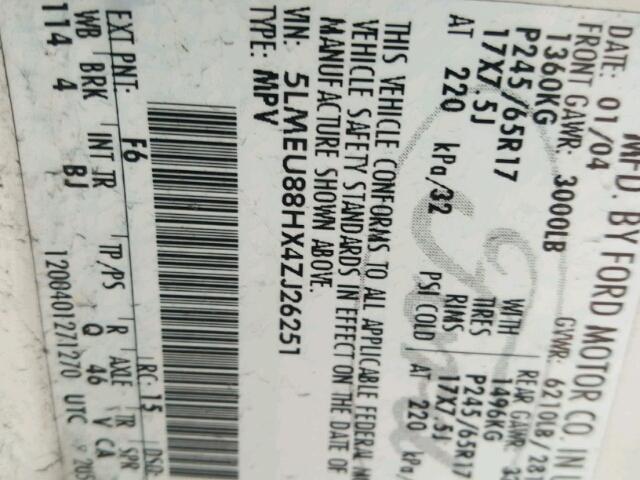 MFD. BY FORD MOTOR CO. IN
DATE: 01/04 GVWR: 6210LB / 281
FRONT GAWR: 3000LB REAR GAWR:
1360KG WITH 1496KG
P245/65R17 TIRES P245/65R17
17X7.5J RIMS 17X7.5J
AT 220 kPa/32 PSI COLD AT 220 kPa/
THIS VEHICLE CONFORMS TO ALL APPLICABLE FEDERAL M
VEHICLE SAFETY STANDARDS IN EFFECT ON THE DATE OF
MANUFACTURE SHOWN ABOVE.
VIN: 5LMEU88HX4ZJ26251
TYPE: MPV
EXT PNT: F6 RC: 15 DSO:
WB BRK INT TR TP/PS R AXLE TR SPR
114 4 BJ Q 46 V CA
1200401271270 UTC